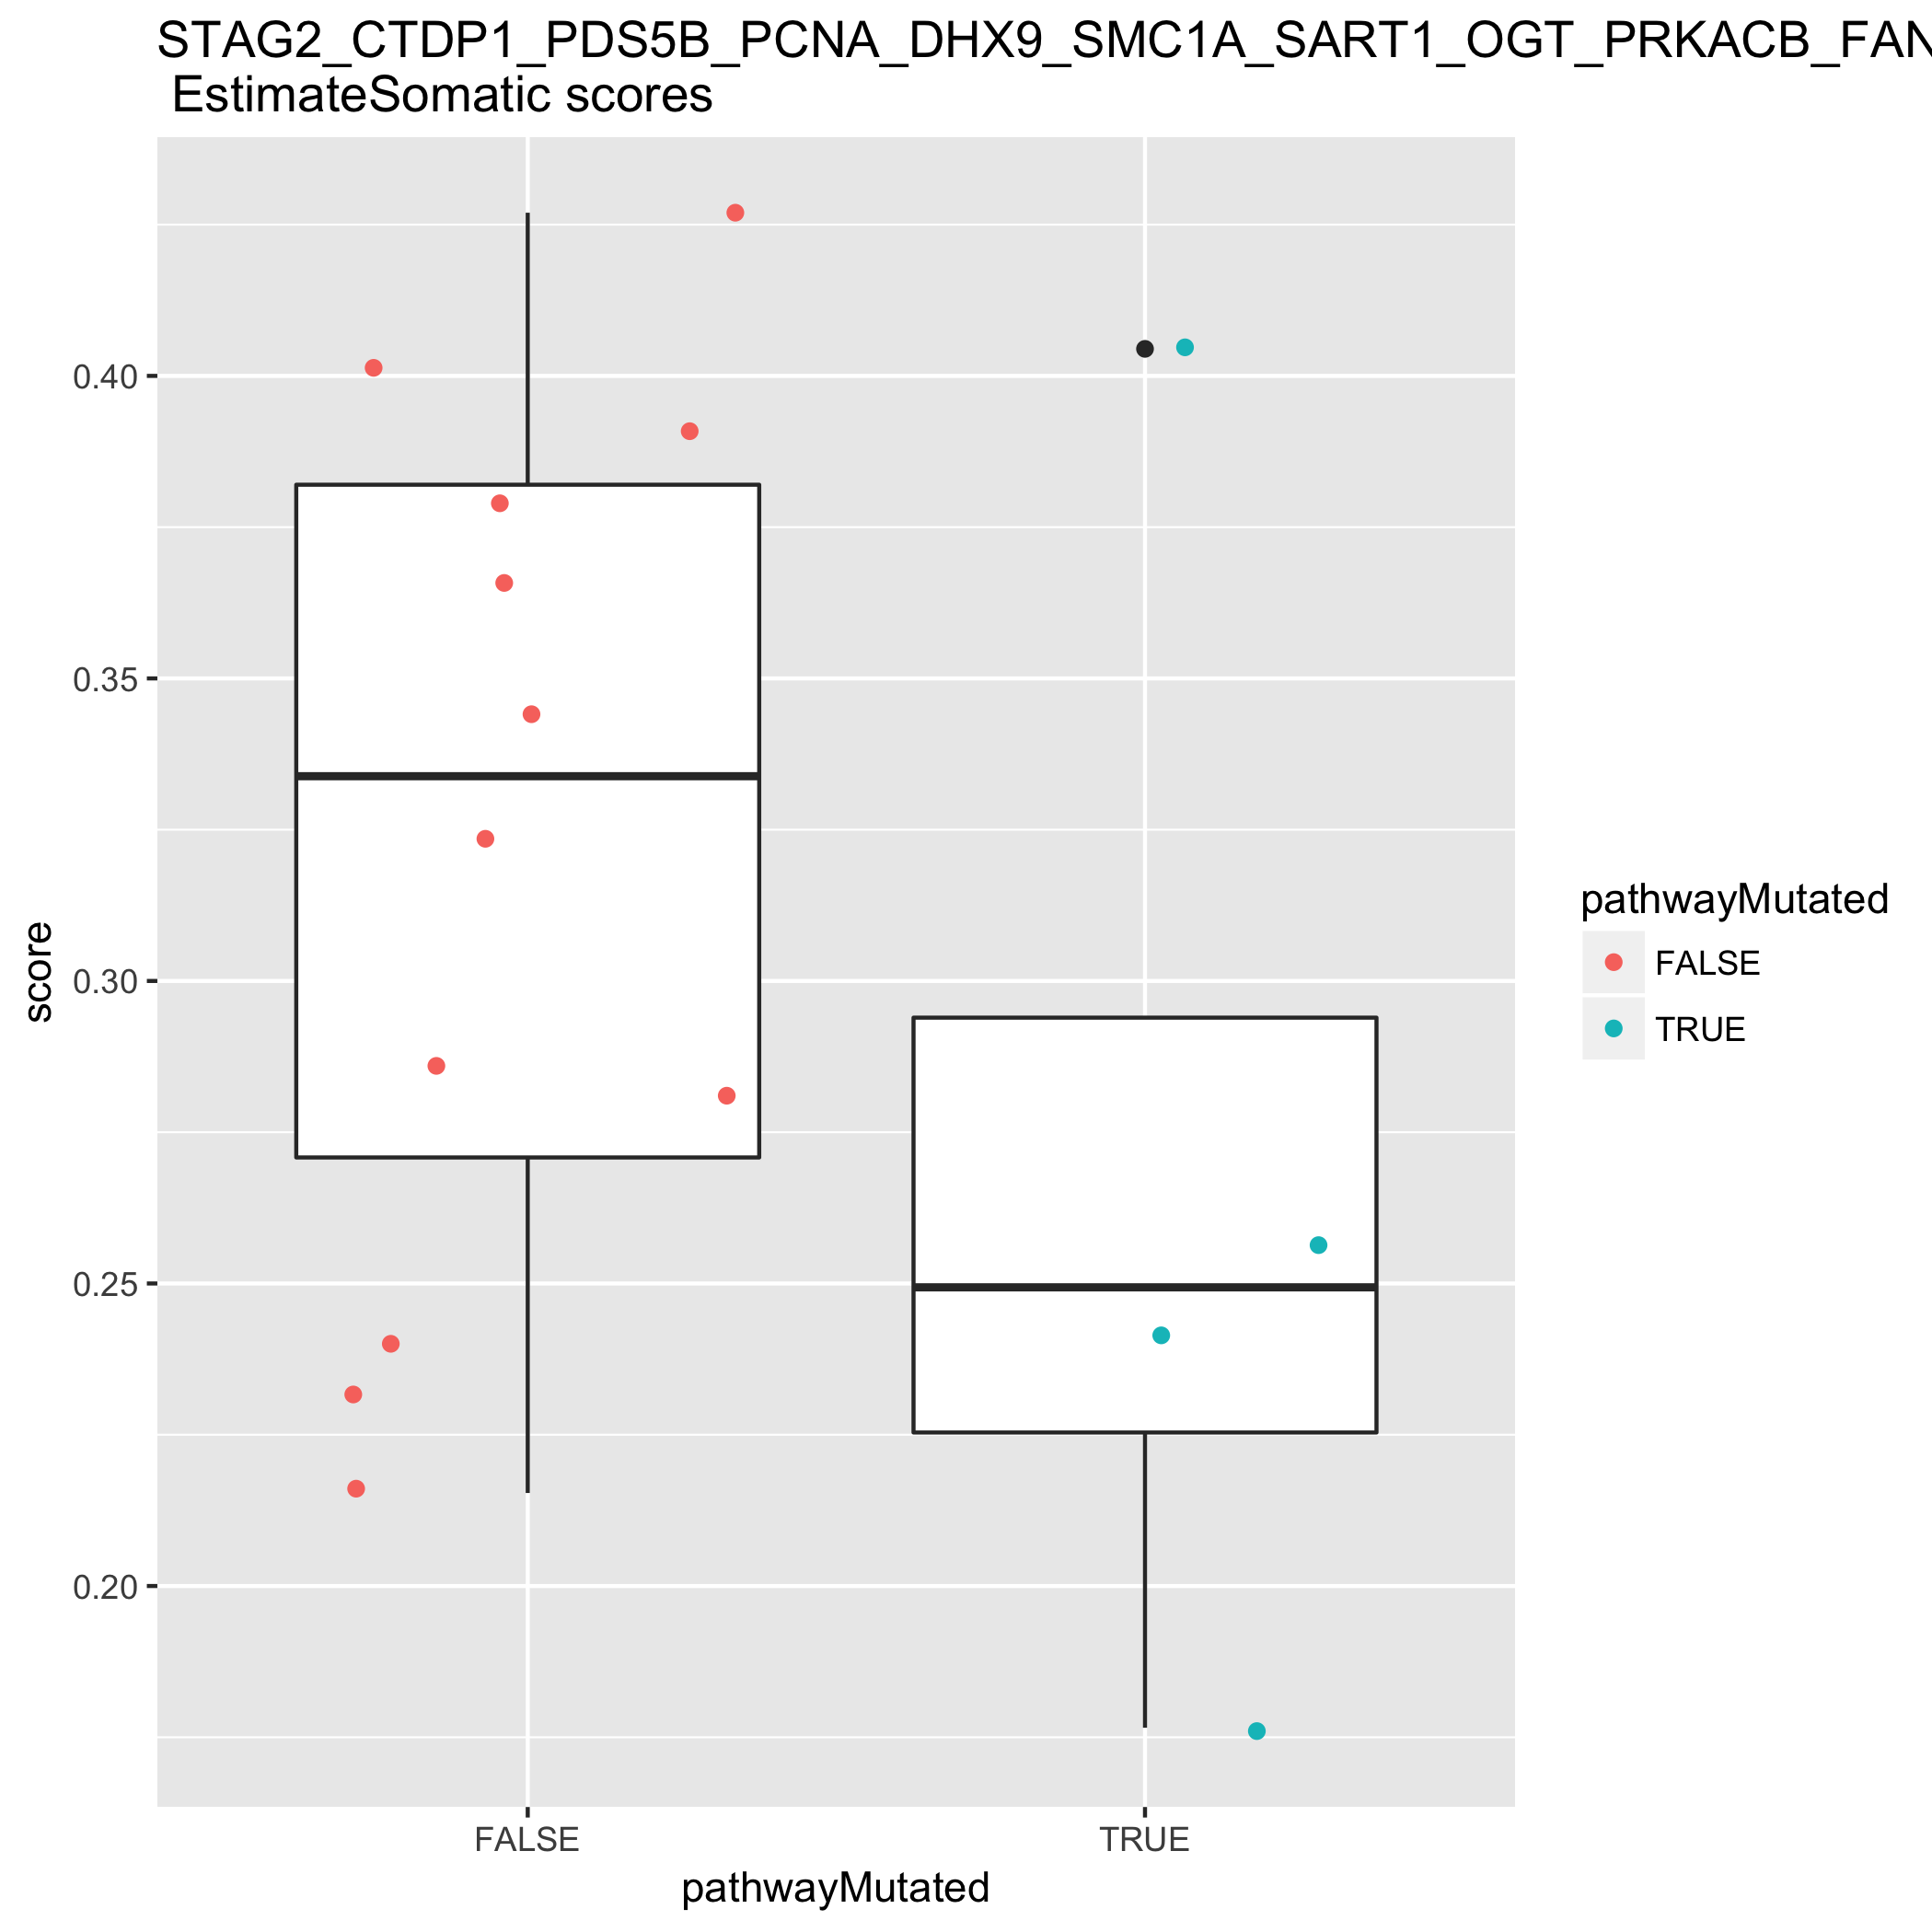 STAG2_CTDP1_PDS5B_PCNA_DHX9_SMC1A_SART1_OGT_PRKACB_FAN
EstimateSomatic scores
0.40
0.35
0.30
0.25
0.20
score
FALSE
TRUE
pathwayMutated
pathwayMutated
FALSE
TRUE